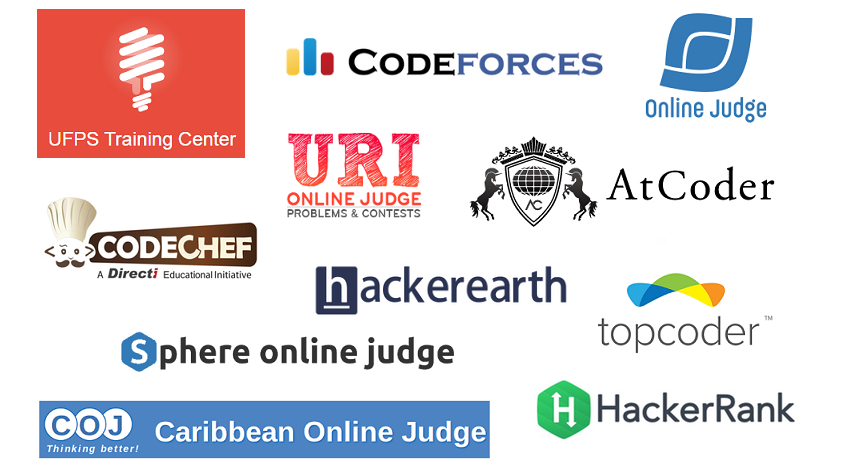 UFPS Training Center
CODEFORCES
Online Judge
URI
ONLINE JUDGE
PROBLEMS & CONTESTS
AC
AtCoder
CODECHEF
A Directi Educational Initiative
hackerearth
topcoder™
Sphere online judge
COJ
Thinking better!
Caribbean Online Judge
H
HackerRank